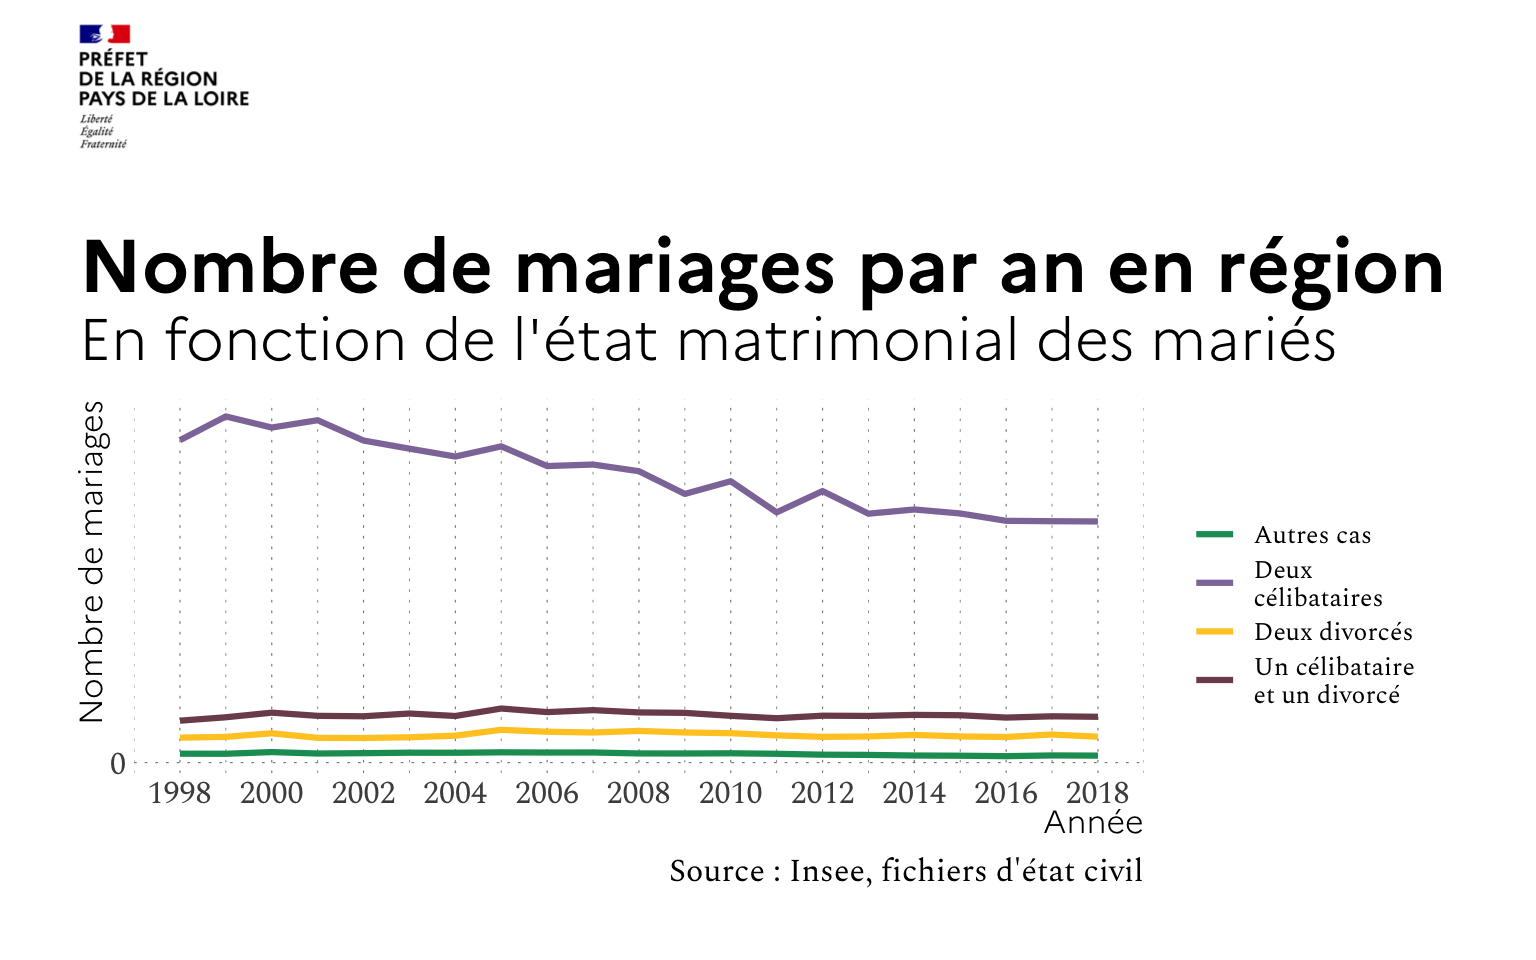 PRÉFET
DE LA RÉGION
PAYS DE LA LOIRE
Liberté
Égalité
Fraternité
Nombre de mariages par an en région
En fonction de l'état matrimonial des mariés
Nombre de mariages
0
1998 2000 2002 2004 2006 2008 2010 2012 2014 2016 2018
Année
Autres cas
Deux
célibataires
Deux divorcés
Un célibataire
et un divorcé
Source : Insee, fichiers d'état civil